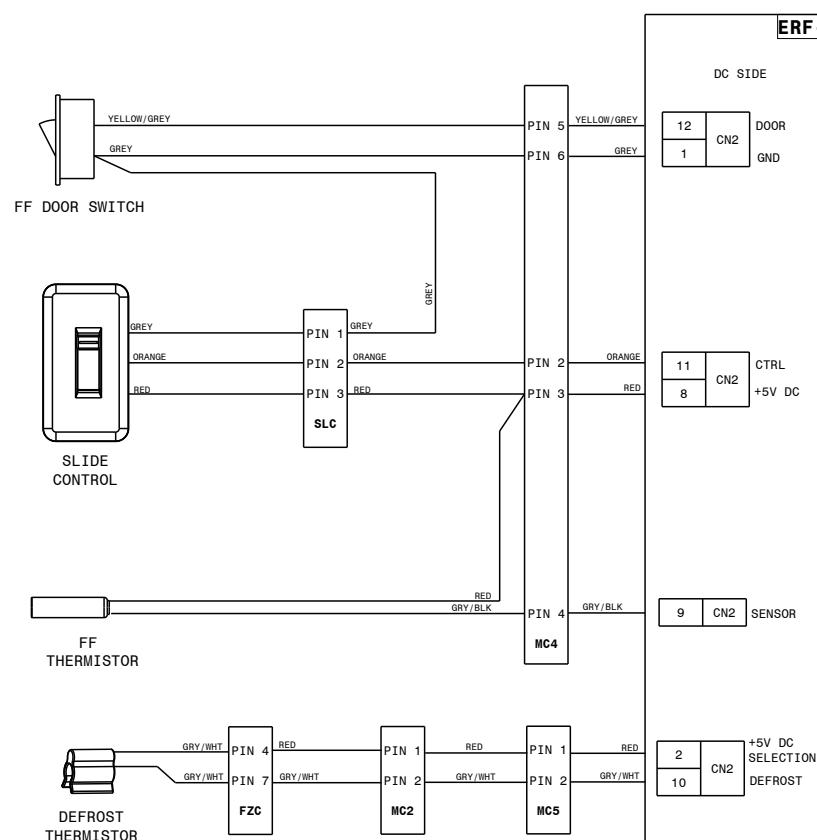 ERF-
DC SIDE
YELLOW/GREY PIN 5 YELLOW/GREY 12 CN2 DOOR
GREY PIN 6 GREY 1 GND
FF DOOR SWITCH
GREY
GREY PIN 1 GREY
ORANGE PIN 2 ORANGE PIN 2 ORANGE 11 CN2 CTRL
RED PIN 3 RED PIN 3 RED 8 +5V DC
SLC
SLIDE
CONTROL
RED
GRY/BLK PIN 4 GRY/BLK 9 CN2 SENSOR
FF
THERMISTOR
MC4
GRY/WHT PIN 4 RED PIN 1 RED PIN 1 RED 2 CN2 +5V DC
SELECTION
GRY/WHT PIN 7 GRY/WHT PIN 2 GRY/WHT PIN 2 GRY/WHT 10 DEFROST
FZC MC2 MC5
DEFROST
THERMISTOR